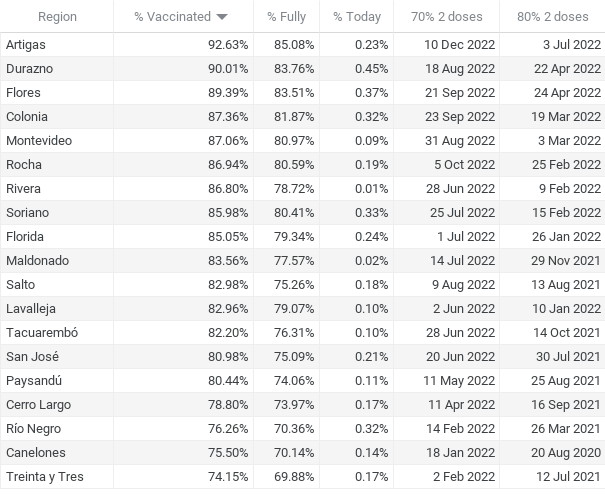 Region % Vaccinated % Fully % Today 70% 2 doses 80% 2 doses
Artigas 92.63% 85.08% 0.23% 10 Dec 2022 3 Jul 2022
Durazno 90.01% 83.76% 0.45% 18 Aug 2022 22 Apr 2022
Flores 89.39% 83.51% 0.37% 21 Sep 2022 24 Apr 2022
Colonia 87.36% 81.87% 0.32% 23 Sep 2022 19 Mar 2022
Montevideo 87.06% 80.97% 0.09% 31 Aug 2022 3 Mar 2022
Rocha 86.94% 80.59% 0.19% 5 Oct 2022 25 Feb 2022
Rivera 86.80% 78.72% 0.01% 28 Jun 2022 9 Feb 2022
Soriano 85.98% 80.41% 0.33% 25 Jul 2022 15 Feb 2022
Florida 85.05% 79.34% 0.24% 1 Jul 2022 26 Jan 2022
Maldonado 83.56% 77.57% 0.02% 14 Jul 2022 29 Nov 2021
Salto 82.98% 75.26% 0.18% 9 Aug 2022 13 Aug 2021
Lavalleja 82.96% 79.07% 0.10% 2 Jun 2022 10 Jan 2022
Tacuarembó 82.20% 76.31% 0.10% 28 Jun 2022 14 Oct 2021
San José 80.98% 75.09% 0.21% 20 Jun 2022 30 Jul 2021
Paysandú 80.44% 74.06% 0.11% 11 May 2022 25 Aug 2021
Cerro Largo 78.80% 73.97% 0.17% 11 Apr 2022 16 Sep 2021
Río Negro 76.26% 70.36% 0.32% 14 Feb 2022 26 Mar 2021
Canelones 75.50% 70.14% 0.14% 18 Jan 2022 20 Aug 2020
Treinta y Tres 74.15% 69.88% 0.17% 2 Feb 2022 12 Jul 2021